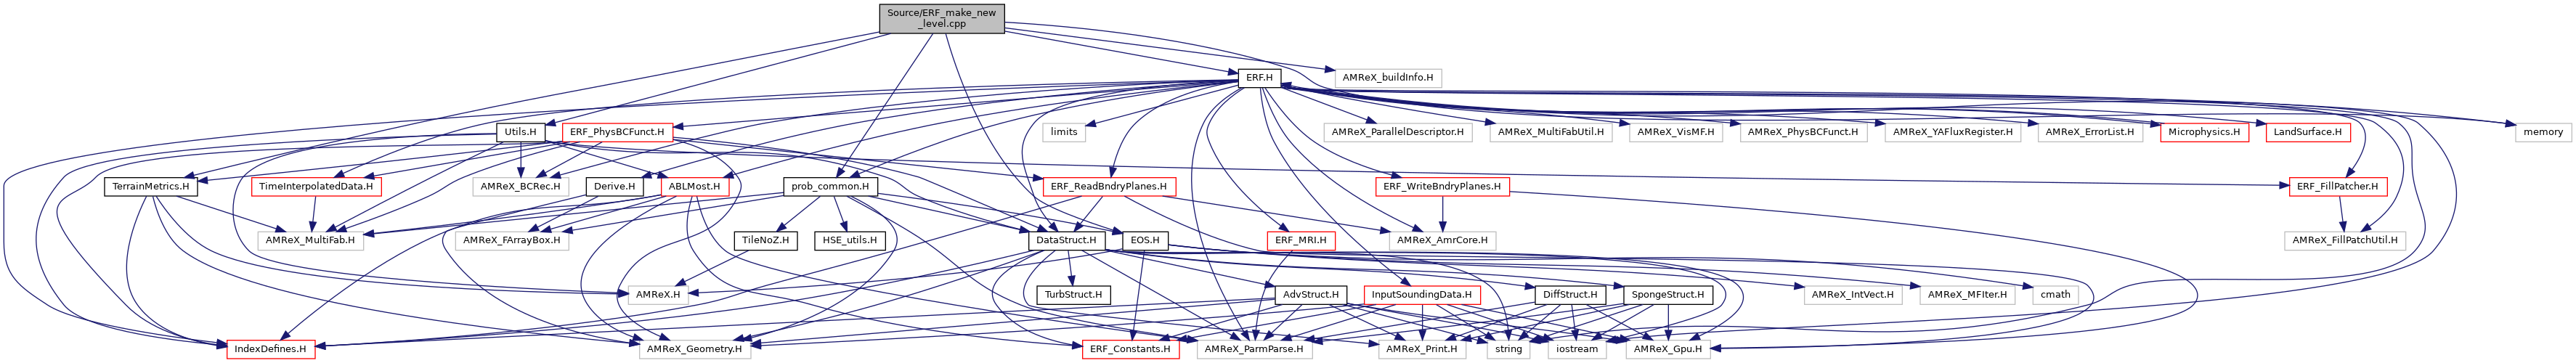 Source/ERF_make_new
_level.cpp
ERF.H
AMReX_buildInfo.H
Utils.H
ERF_PhysBCFunct.H
limits
AMReX_ParallelDescriptor.H
AMReX_MultiFabUtil.H
AMReX_VisMF.H
AMReX_PhysBCFunct.H
AMReX_YAFluxRegister.H
AMReX_ErrorList.H
Microphysics.H
LandSurface.H
memory
TerrainMetrics.H
TimeInterpolatedData.H
AMReX_BCRec.H
Derive.H
ABLMost.H
prob_common.H
ERF_ReadBndryPlanes.H
ERF_WriteBndryPlanes.H
ERF_FillPatcher.H
AMReX_MultiFab.H
AMReX_FArrayBox.H
TileNoZ.H
HSE_utils.H
DataStruct.H
EOS.H
ERF_MRI.H
AMReX_AmrCore.H
AMReX_FillPatchUtil.H
AMReX.H
TurbStruct.H
AdvStruct.H
InputSoundingData.H
DiffStruct.H
SpongeStruct.H
AMReX_IntVect.H
AMReX_MFIter.H
cmath
IndexDefines.H
AMReX_Geometry.H
ERF_Constants.H
AMReX_ParmParse.H
AMReX_Print.H
string
iostream
AMReX_Gpu.H